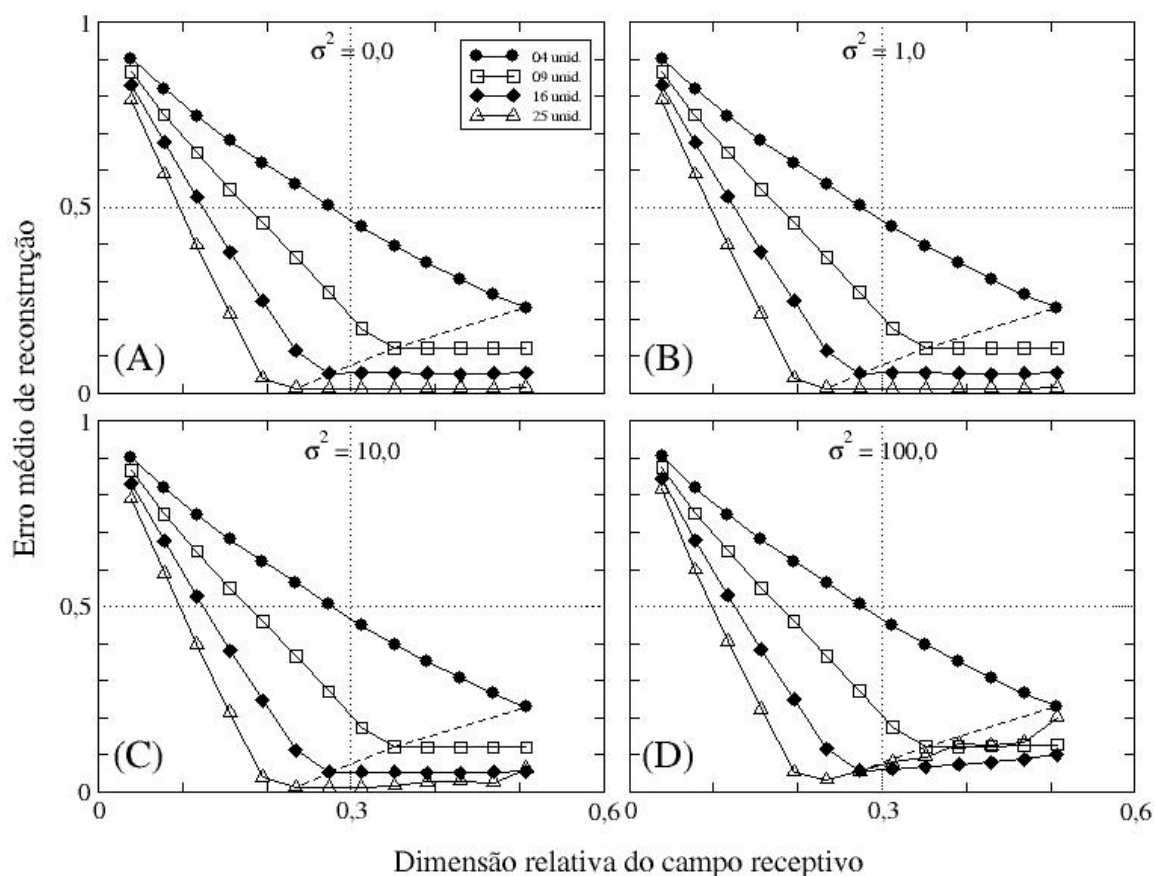 1
σ² = 0,0
04 unid.
09 unid.
16 unid.
25 unid.
0,5
(A)
0
σ² = 1,0
(B)
1
σ² = 10,0
0,5
(C)
0
0
0,3
0,6
σ² = 100,0
(D)
0
0,3
0,6
Erro médio de reconstrução
Dimensão relativa do campo receptivo